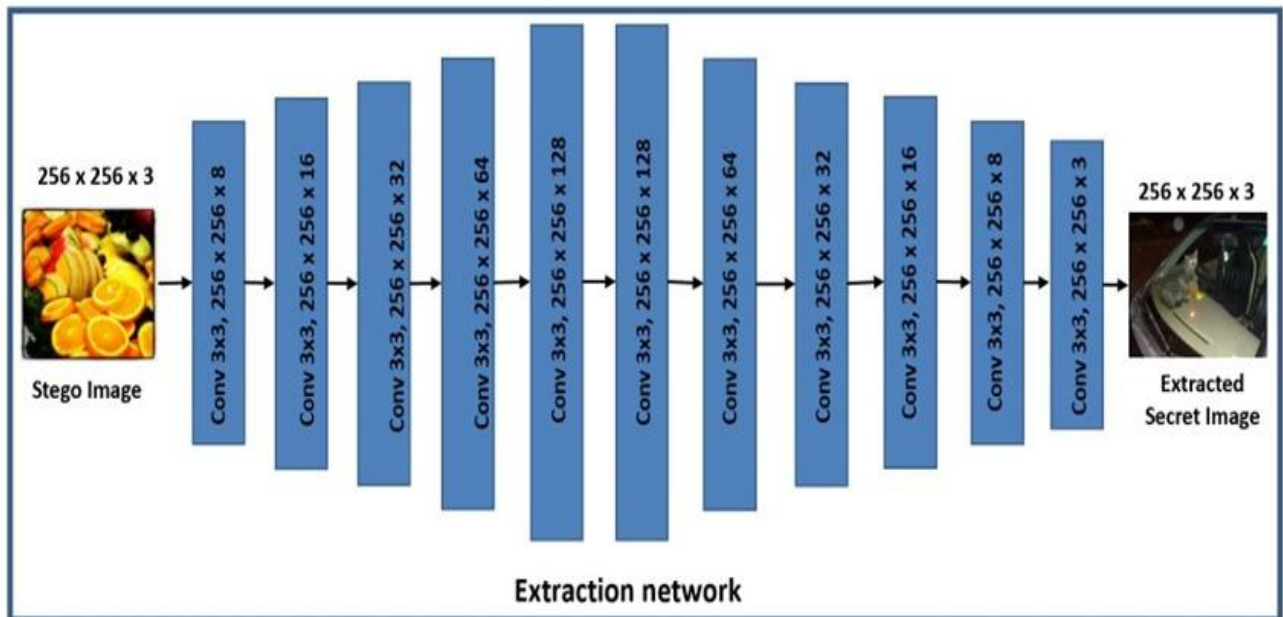 256 x 256 x 3
Stego Image
Conv 3x3, 256 x 256 x 8
Conv 3x3, 256 x 256 x 16
Conv 3x3, 256 x 256 x 32
Conv 3x3, 256 x 256 x 64
Conv 3x3, 256 x 256 x 128
Conv 3x3, 256 x 256 x 128
Conv 3x3, 256 x 256 x 64
Conv 3x3, 256 x 256 x 32
Conv 3x3, 256 x 256 x 16
Conv 3x3, 256 x 256 x 8
Conv 3x3, 256 x 256 x 3
256 x 256 x 3
Extracted
Secret Image
Extraction network